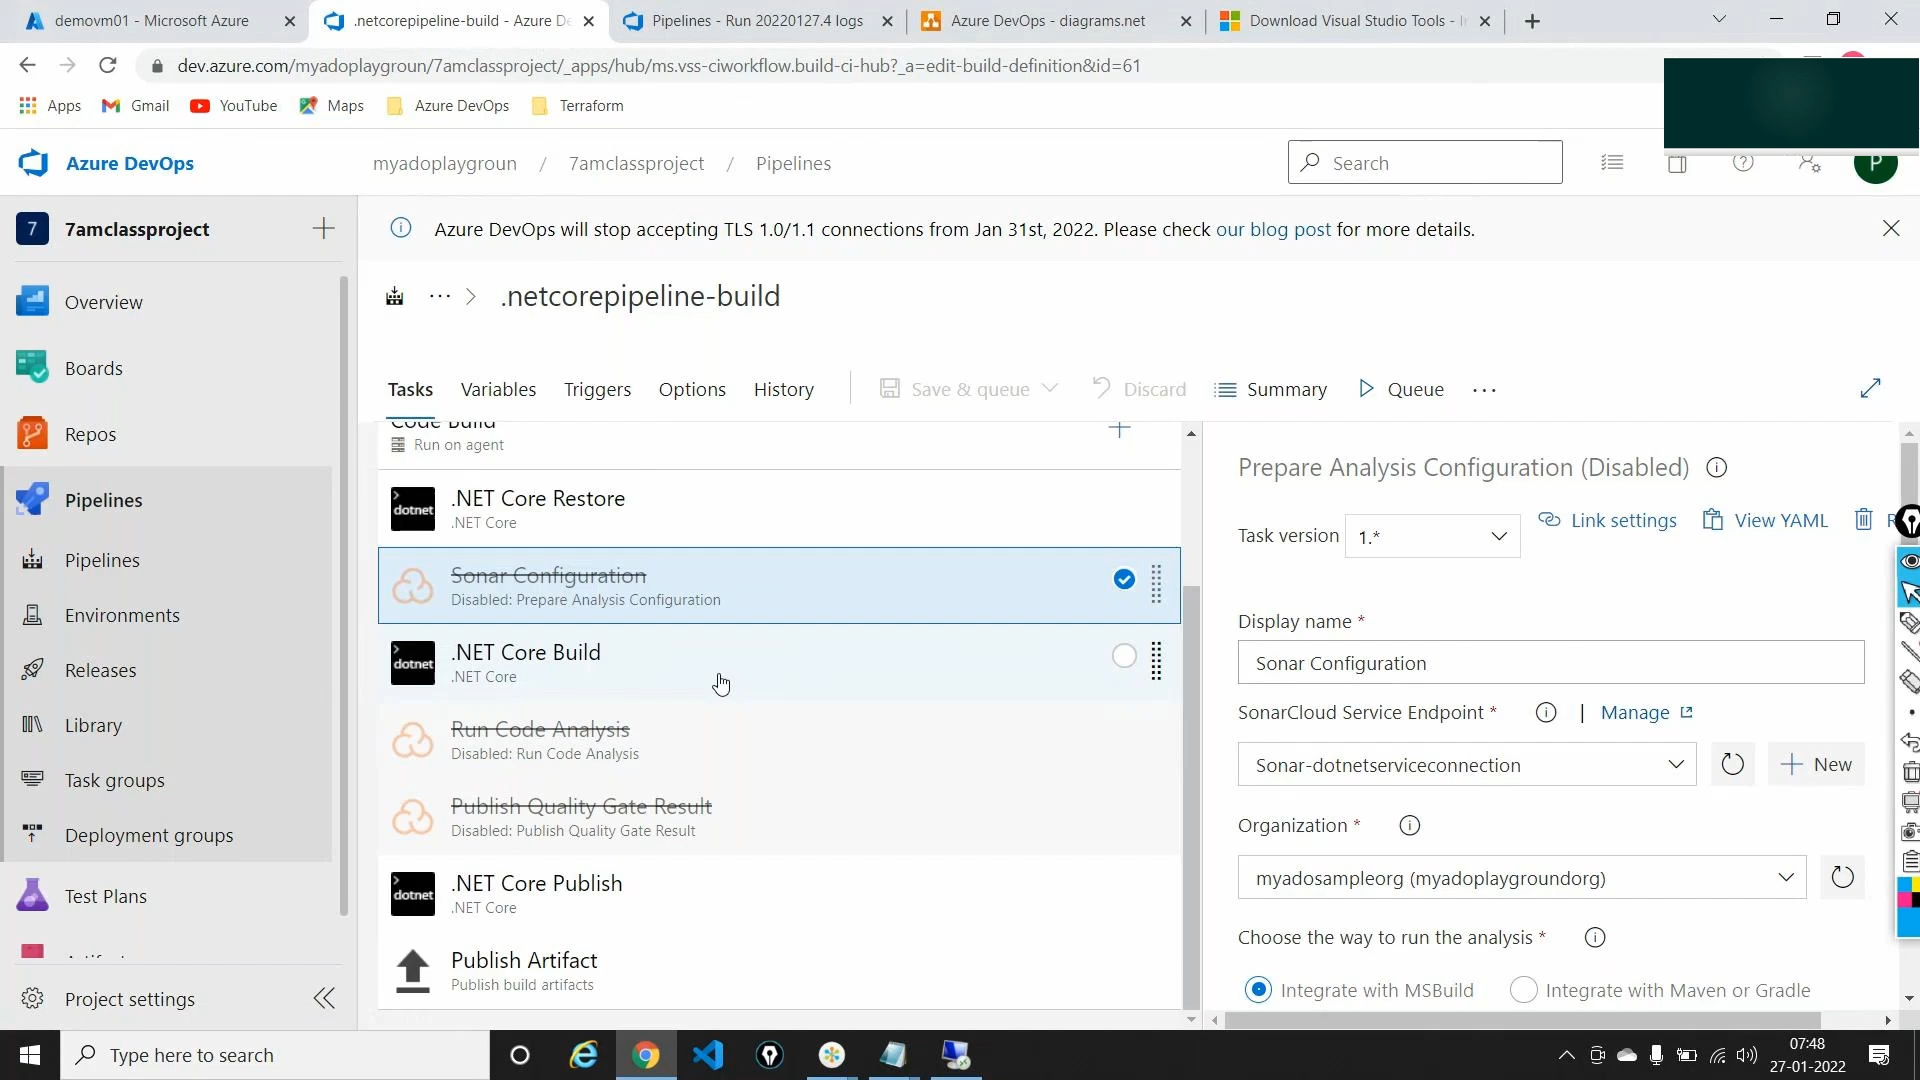 demovm01 - Microsoft Azure
.netcorepipeline-build - Azure De
Pipelines - Run 20220127.4 logs
Azure DevOps - diagrams.net
Download Visual Studio Tools - I
dev.azure.com/myadoplaygroun/7amclassproject/_apps/hub/ms.vss-ciworkflow.build-ci-hub?_a=edit-build-definition&id=61
Apps
Gmail
YouTube
Maps
Azure DevOps
Terraform
Azure DevOps
myadoplaygroun / 7amclassproject / Pipelines
Search
P
7 7amclassproject
Azure DevOps will stop accepting TLS 1.0/1.1 connections from Jan 31st, 2022. Please check our blog post for more details.
Overview
Boards
Repos
Pipelines
Pipelines
Environments
Releases
Library
Task groups
Deployment groups
Test Plans
Project settings
··· > .netcorepipeline-build
Tasks
Variables
Triggers
Options
History
Save & queue
Discard
Summary
Queue
···
Code Build
Run on agent
dotnet
.NET Core Restore
.NET Core
Sonar Configuration
Disabled: Prepare Analysis Configuration
dotnet
.NET Core Build
.NET Core
Run Code Analysis
Disabled: Run Code Analysis
Publish Quality Gate Result
Disabled: Publish Quality Gate Result
dotnet
.NET Core Publish
.NET Core
Publish Artifact
Publish build artifacts
Prepare Analysis Configuration (Disabled)
Task version
1.*
Link settings
View YAML
R
Display name *
Sonar Configuration
SonarCloud Service Endpoint *
| Manage
Sonar-dotnetserviceconnection
New
Organization *
myadosampleorg (myadoplaygroundorg)
Choose the way to run the analysis *
Integrate with MSBuild
Integrate with Maven or Gradle
Type here to search
07:48
27-01-2022